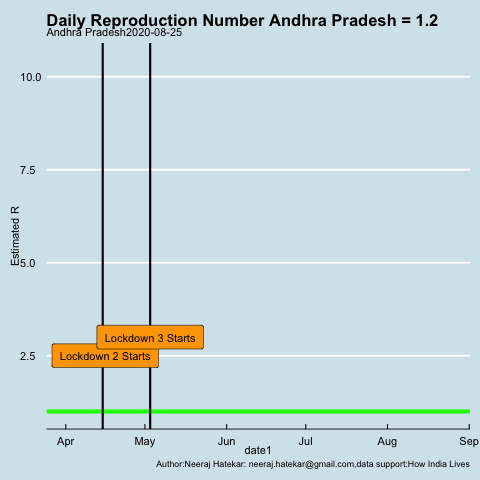 Daily Reproduction Number Andhra Pradesh = 1.2
Andhra Pradesh2020-08-25
10.0
7.5
5.0
2.5
Estimated R
Lockdown 3 Starts
Lockdown 2 Starts
Apr May Jun Jul Aug Sep
date1
Author:Neeraj Hatekar: neeraj.hatekar@gmail.com,data support:How India Lives